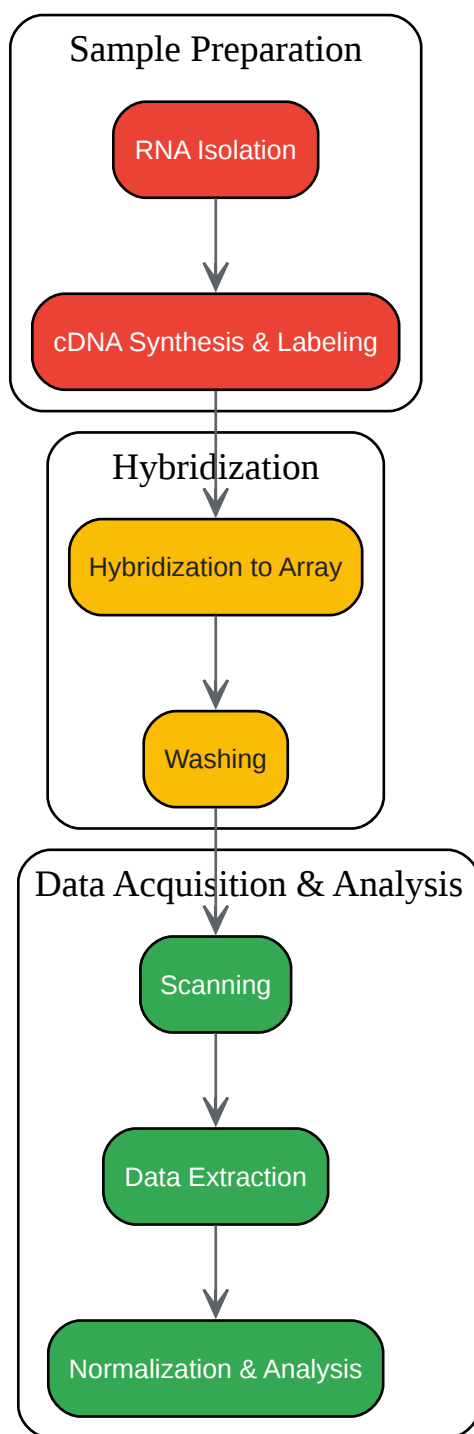 Sample Preparation
RNA Isolation
cDNA Synthesis & Labeling
Hybridization
Hybridization to Array
Washing
Data Acquisition & Analysis
Scanning
Data Extraction
Normalization & Analysis